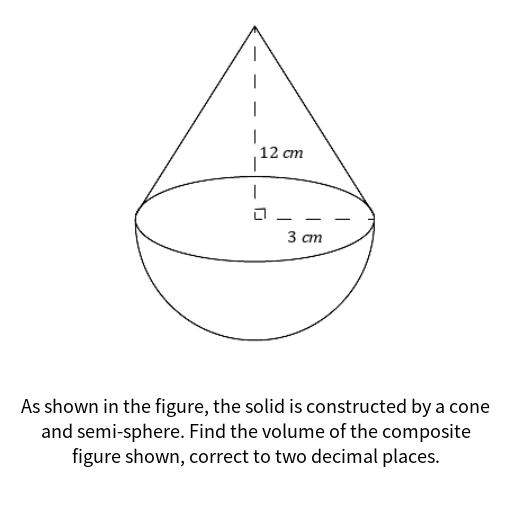 12 cm
3 cm
As shown in the figure, the solid is constructed by a cone
and semi-sphere. Find the volume of the composite
figure shown, correct to two decimal places.